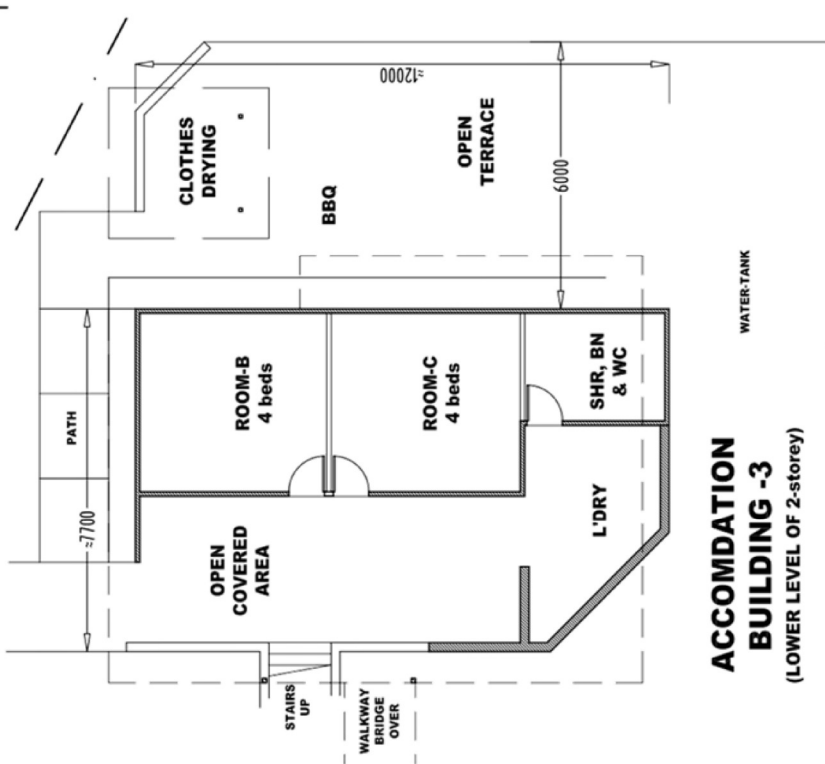 ≈12000
CLOTHES
DRYING
OPEN
TERRACE
BBQ
6000
WATER-TANK
PATH
≈7700
ROOM-B
4 beds
ROOM-C
4 beds
SHR, BN
& WC
OPEN
COVERED
AREA
L'DRY
STAIRS
UP
WALKWAY
BRIDGE
OVER
ACCOMDATION
BUILDING -3
(LOWER LEVEL OF 2-storey)